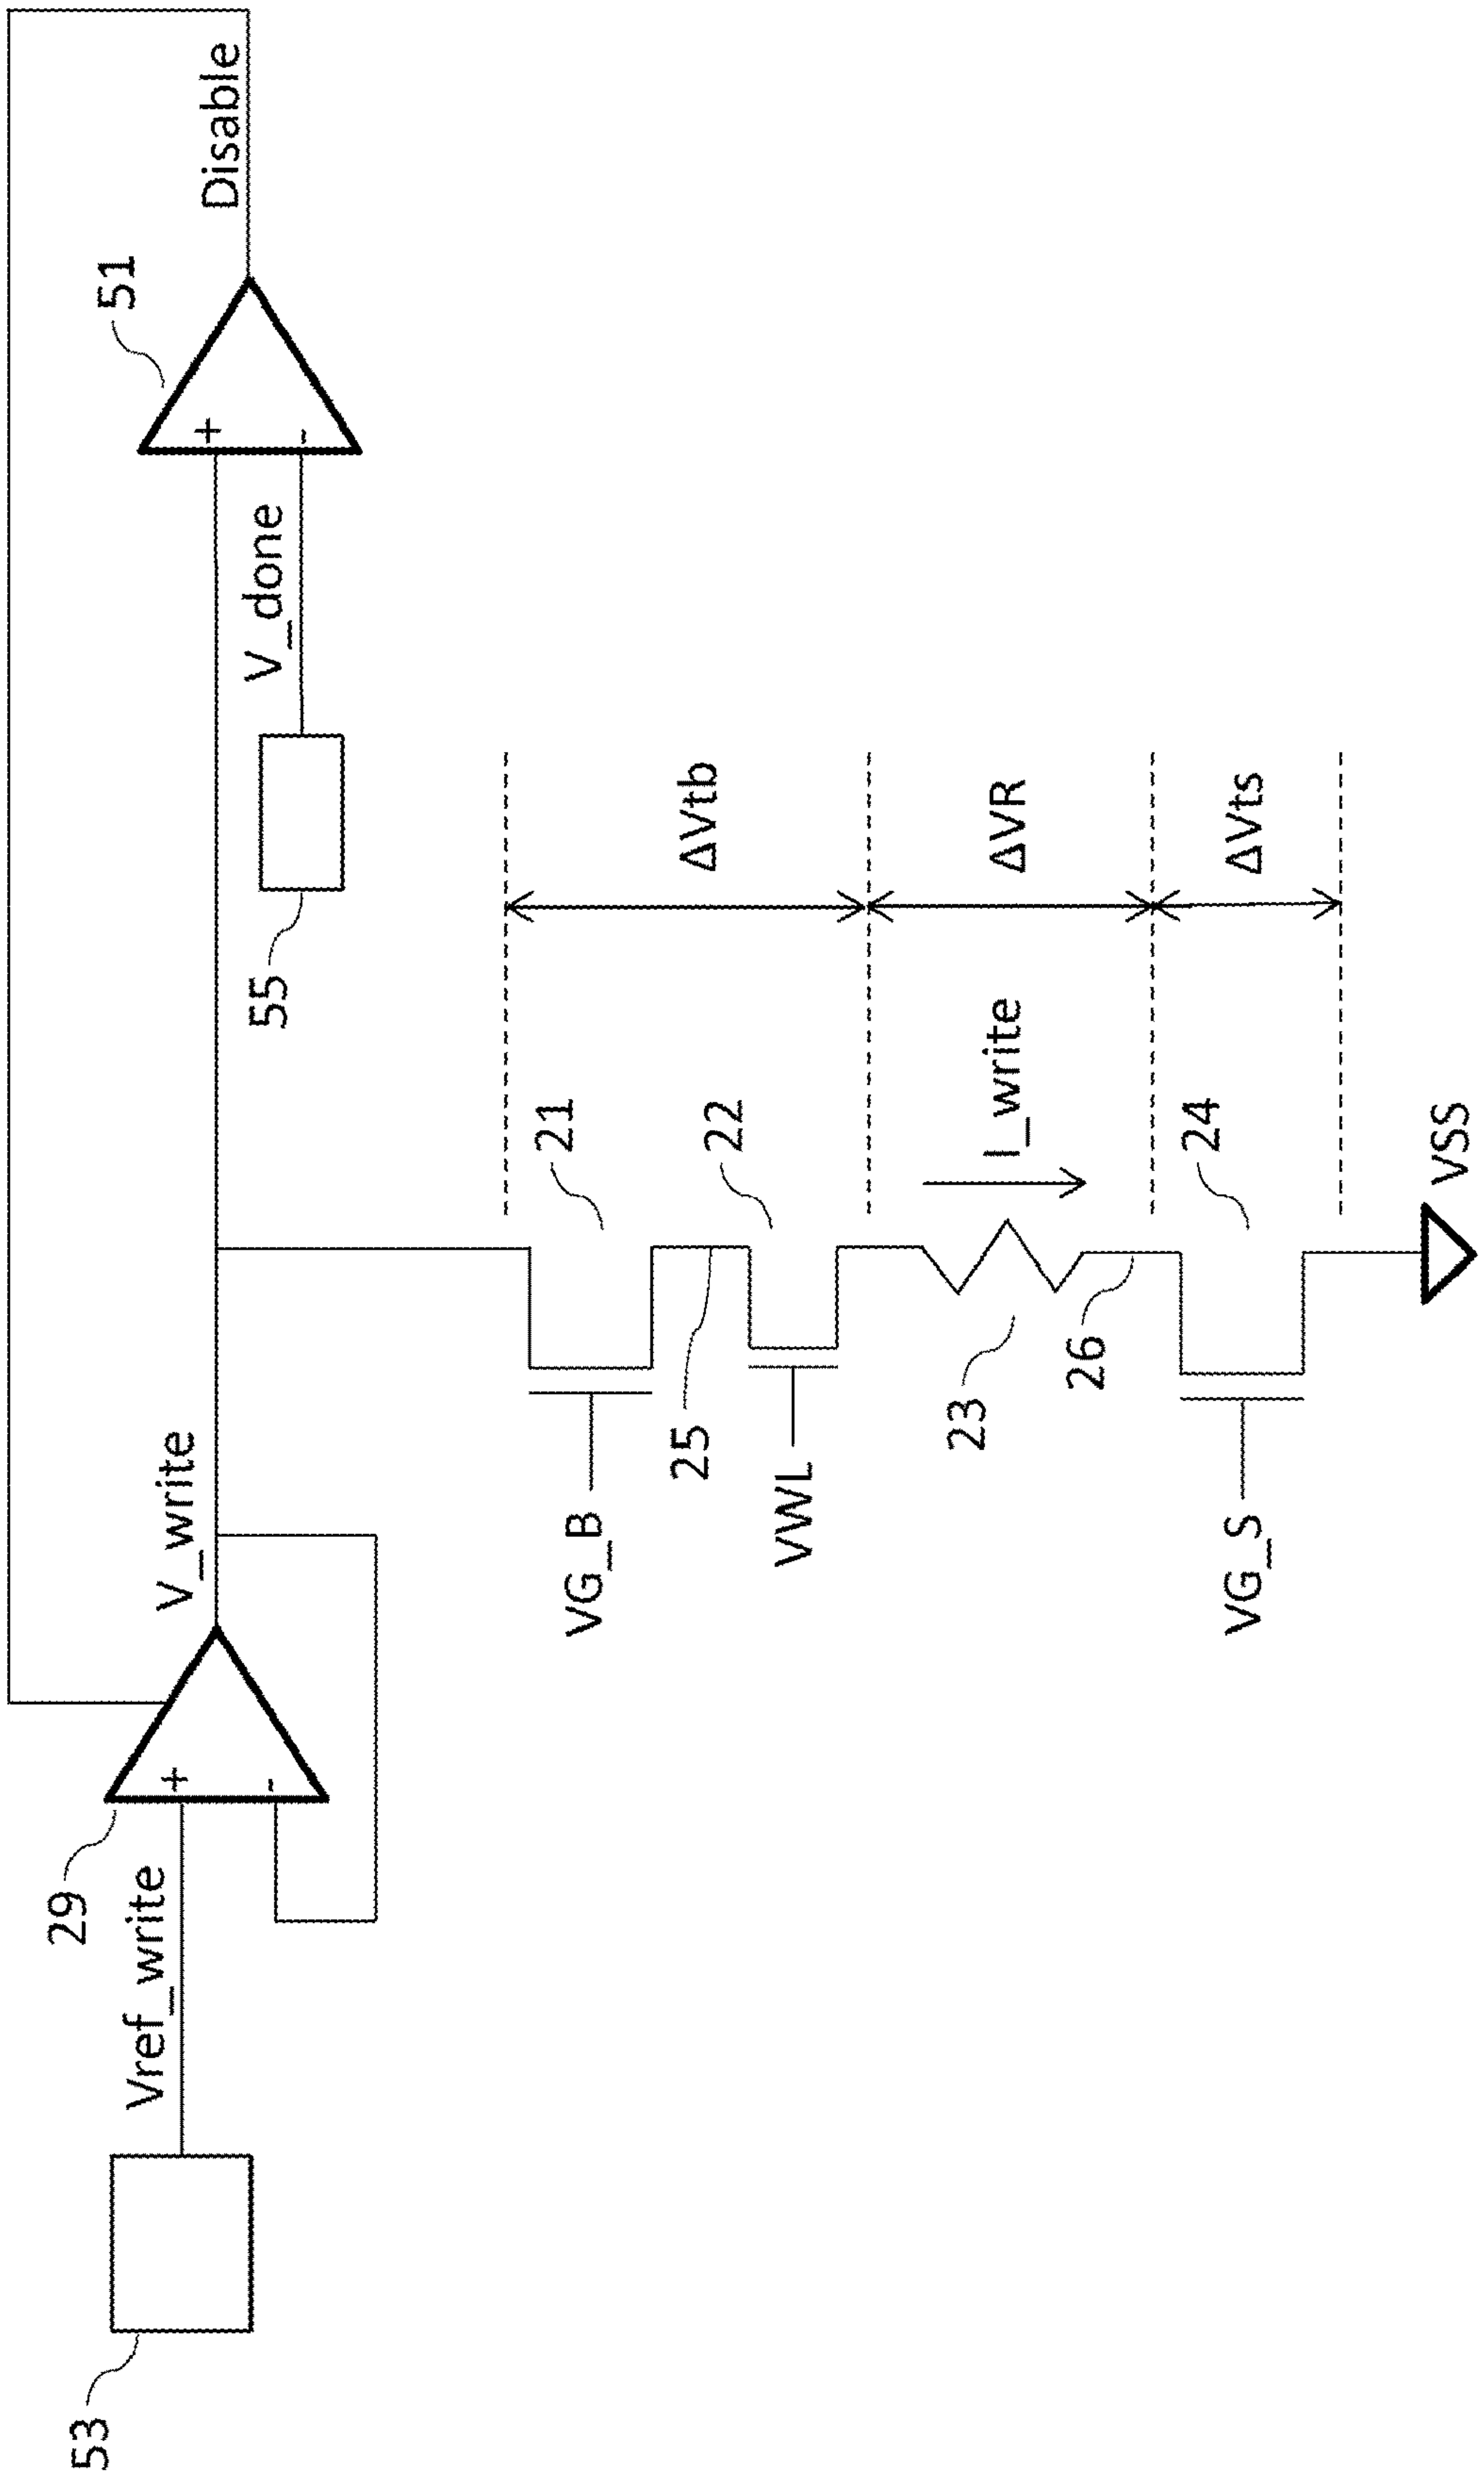 53
Vref_write
29
+
-
V_write
Disable
51
+
-
V_done
55
VG_B
21
25
VWL
22
23
I_write
26
VG_S
24
VSS
ΔVtb
ΔVR
ΔVts